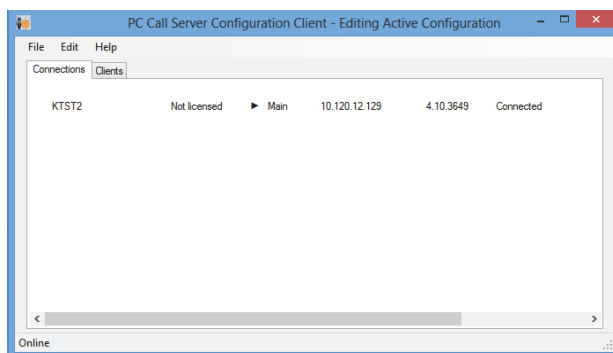 PC Call Server Configuration Client - Editing Active Configuration
File Edit Help
Connections Clients
KTST2 Not licensed ► Main 10.120.12.129 4.10.3649 Connected
Online